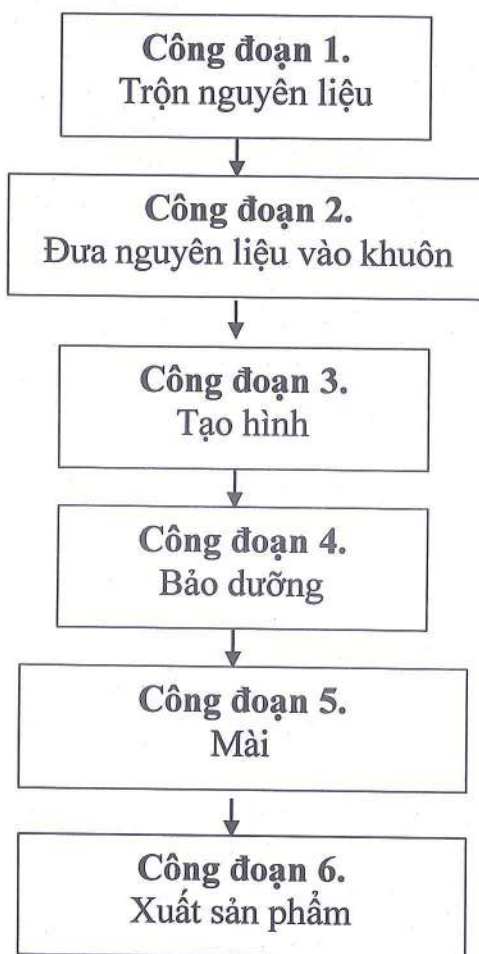 Công đoạn 1.
Trộn nguyên liệu
Công đoạn 2.
Đưa nguyên liệu vào khuôn
Công đoạn 3.
Tạo hình
Công đoạn 4.
Bảo dưỡng
Công đoạn 5.
Mài
Công đoạn 6.
Xuất sản phẩm